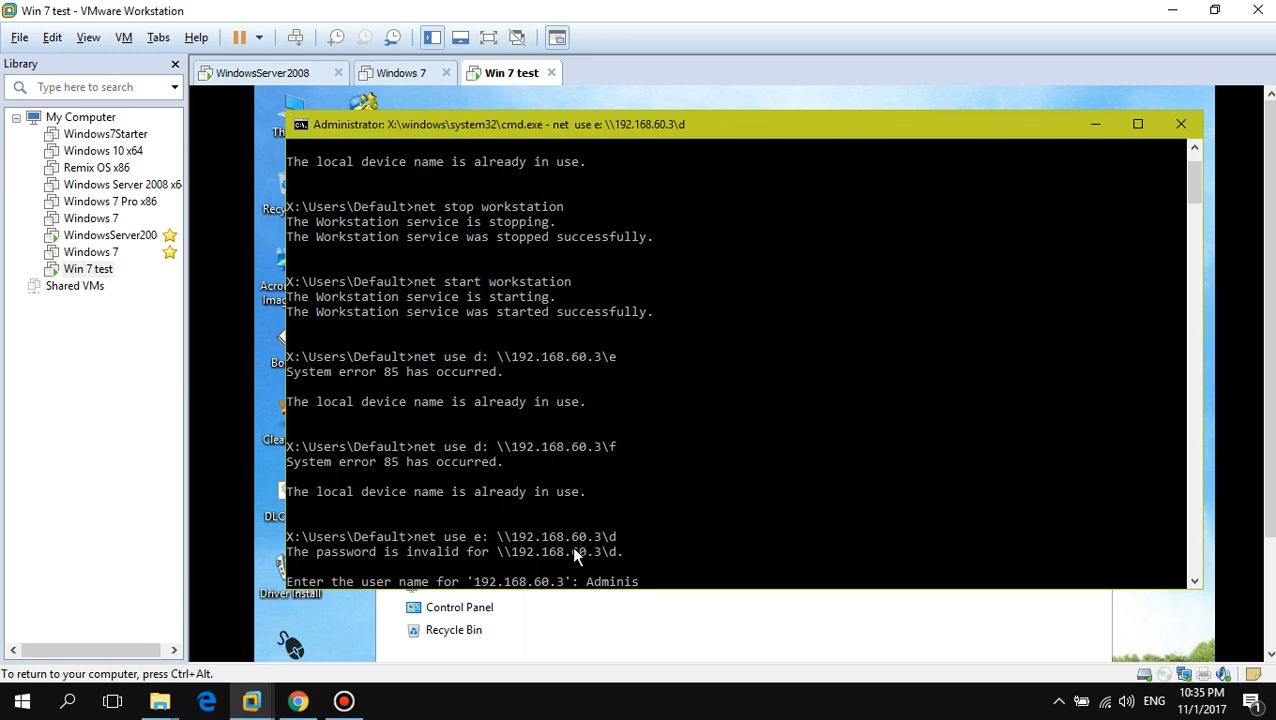 Win 7 test - VMware Workstation
File Edit View VM Tabs Help
Library
Type here to search
My Computer
Windows7Starter
Windows 10 x64
Remix OS x86
Windows Server 2008 x6
Windows 7 Pro x86
Windows 7
WindowsServer200
Windows 7
Win 7 test
Shared VMs
WindowsServer2008 Windows 7 Win 7 test
Th
Recy
Acro
Imag
Bo
Clea
DLC
Driver Install
Administrator: X:\windows\system32\cmd.exe - net use e: \\192.168.60.3\d
The local device name is already in use.
X:\Users\Default>net stop workstation
The Workstation service is stopping.
The Workstation service was stopped successfully.
X:\Users\Default>net start workstation
The Workstation service is starting.
The Workstation service was started successfully.
X:\Users\Default>net use d: \\192.168.60.3\e
System error 85 has occurred.
The local device name is already in use.
X:\Users\Default>net use d: \\192.168.60.3\f
System error 85 has occurred.
The local device name is already in use.
X:\Users\Default>net use e: \\192.168.60.3\d
The password is invalid for \\192.168.60.3\d.
Enter the user name for '192.168.60.3': Adminis
Control Panel
Recycle Bin
To return to your computer, press Ctrl+Alt.
ENG
10:35 PM
11/1/2017
1